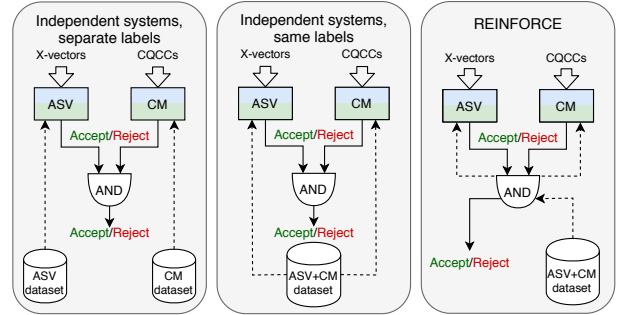 Independent systems,
separate labels
X-vectors CQCCs
ASV CM
Accept/Reject
AND
Accept/Reject
ASV
dataset
CM
dataset
Independent systems,
same labels
X-vectors CQCCs
ASV CM
Accept/Reject
AND
Accept/Reject
ASV+CM
dataset
REINFORCE
X-vectors CQCCs
ASV CM
Accept/Reject
AND
Accept/Reject
ASV+CM
dataset